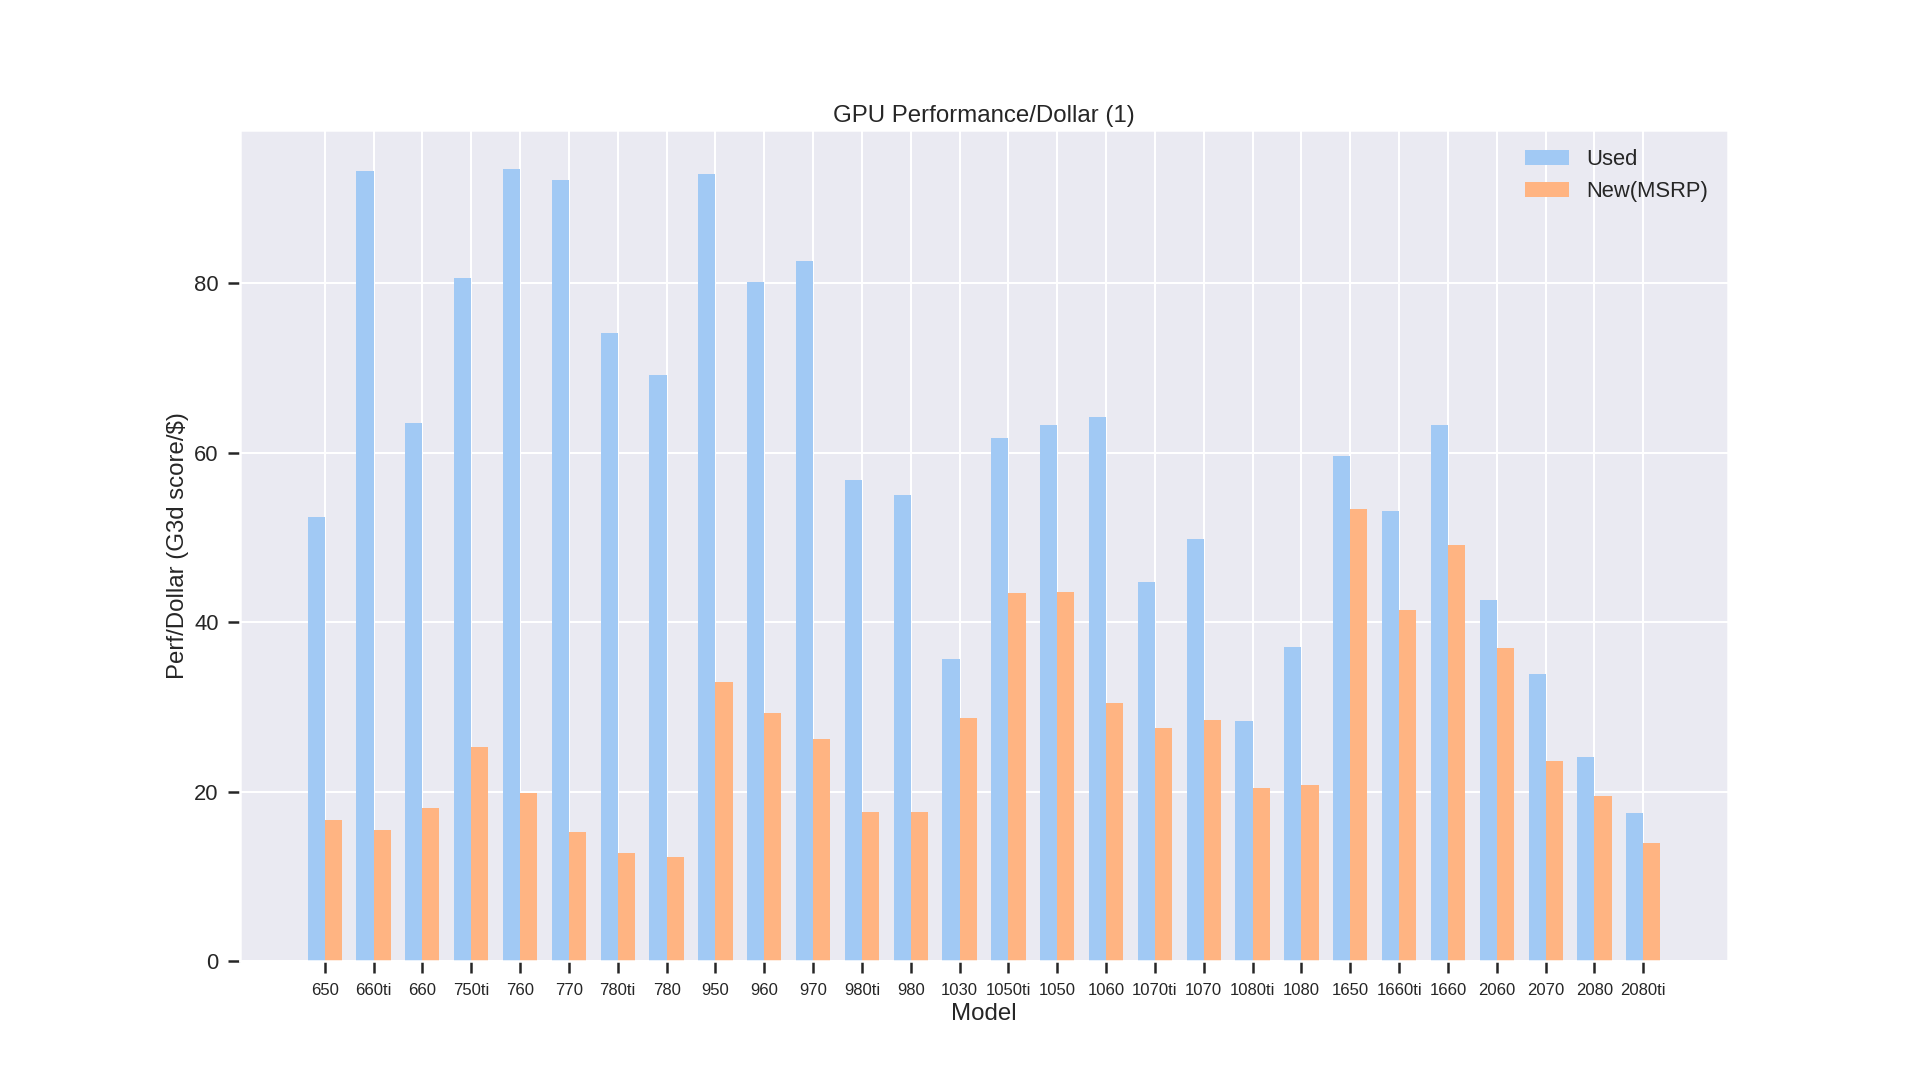 GPU Performance/Dollar (1)
Used
New(MSRP)
Perf/Dollar (G3d score/$)
80
60
40
20
0
650 660ti 660 750ti 760 770 780ti 780 950 960 970 980ti 980 1030 1050ti 1050 1060 1070ti 1070 1080ti 1080 1650 1660ti 1660 2060 2070 2080 2080ti
Model